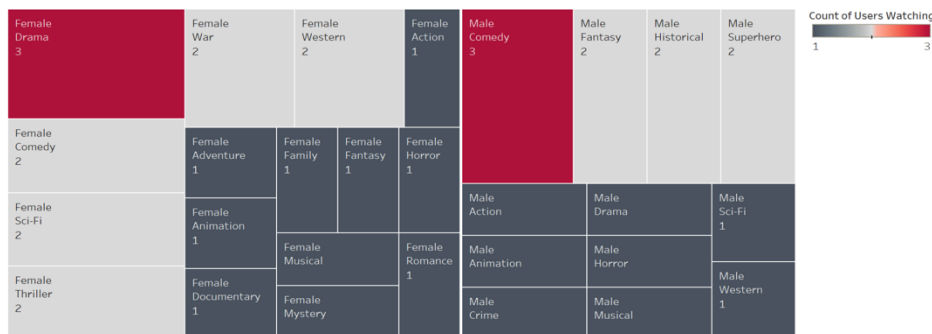 Female
Drama
3
Female
War
2
Female
Western
2
Female
Action
1
Male
Comedy
3
Male
Fantasy
2
Male
Historical
2
Male
Superhero
2
Count of Users Watching
1
3
Female
Comedy
2
Female
Adventure
1
Female
Family
1
Female
Fantasy
1
Female
Horror
1
Female
Sci-Fi
2
Female
Animation
1
Female
Musical
Female
Romance
1
Female
Thriller
2
Female
Documentary
1
Female
Mystery
Male
Action
Male
Drama
Male
Sci-Fi
1
Male
Animation
Male
Horror
Male
Western
1
Male
Crime
Male
Musical